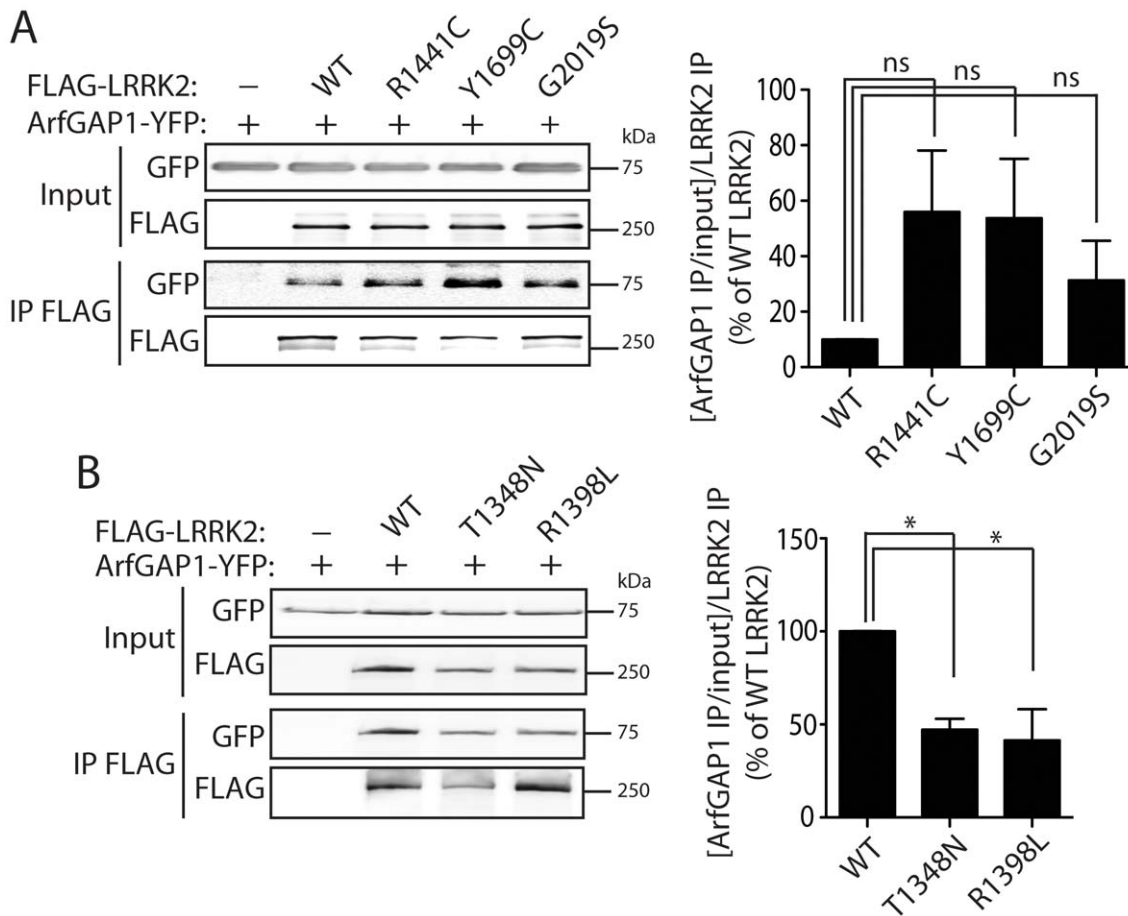 A
FLAG-LRRK2: – WT R1441C Y1699C G2019S
ArfGAP1-YFP: + + + + +
kDa
Input
GFP
75
FLAG
250
IP FLAG
GFP
75
FLAG
250
[ArfGAP1 IP/input]/LRRK2 IP
(% of WT LRRK2)
100
80
60
40
20
0
ns
ns
ns
WT
R1441C
Y1699C
G2019S
B
FLAG-LRRK2: – WT T1348N R1398L
ArfGAP1-YFP: + + + +
kDa
Input
GFP
75
FLAG
250
IP FLAG
GFP
75
FLAG
250
[ArfGAP1 IP/input]/LRRK2 IP
(% of WT LRRK2)
150
100
50
0
*
*
WT
T1348N
R1398L